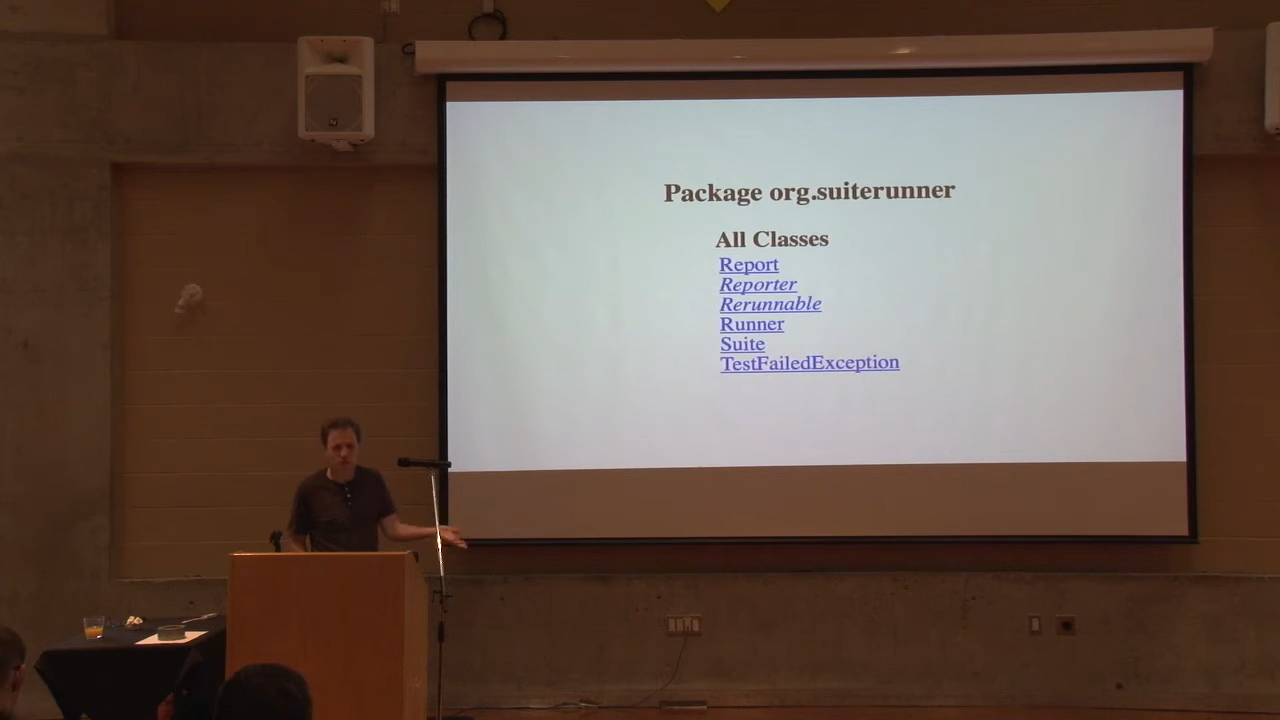 Package org.suiterunner
All Classes
Report
Reporter
Rerunnable
Runner
Suite
TestFailedException